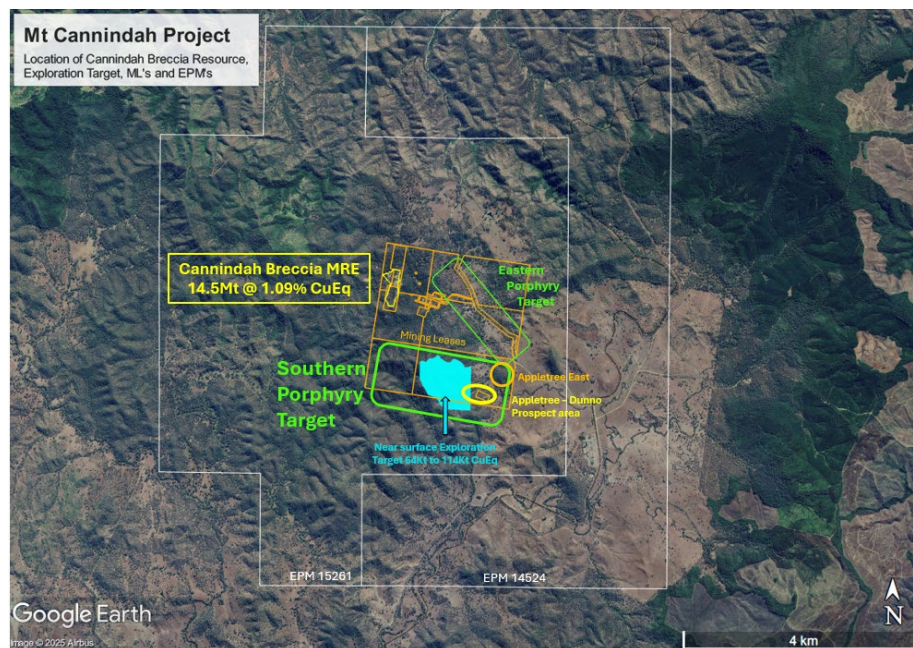 Mt Cannindah Project
Location of Cannindah Breccia Resource,
Exploration Target, ML's and EPM's
Cannindah Breccia MRE
14.5Mt @ 1.09% CuEq
Eastern
Porphyry
Target
Mining Leases
Southern
Porphyry
Target
Appletree East
Appletree - Dunno
Prospect area
Near surface Exploration
Target 64Kt to 114Kt CuEq
EPM 15261
EPM 14524
Google Earth
Image © 2025 Airbus
N
4 km